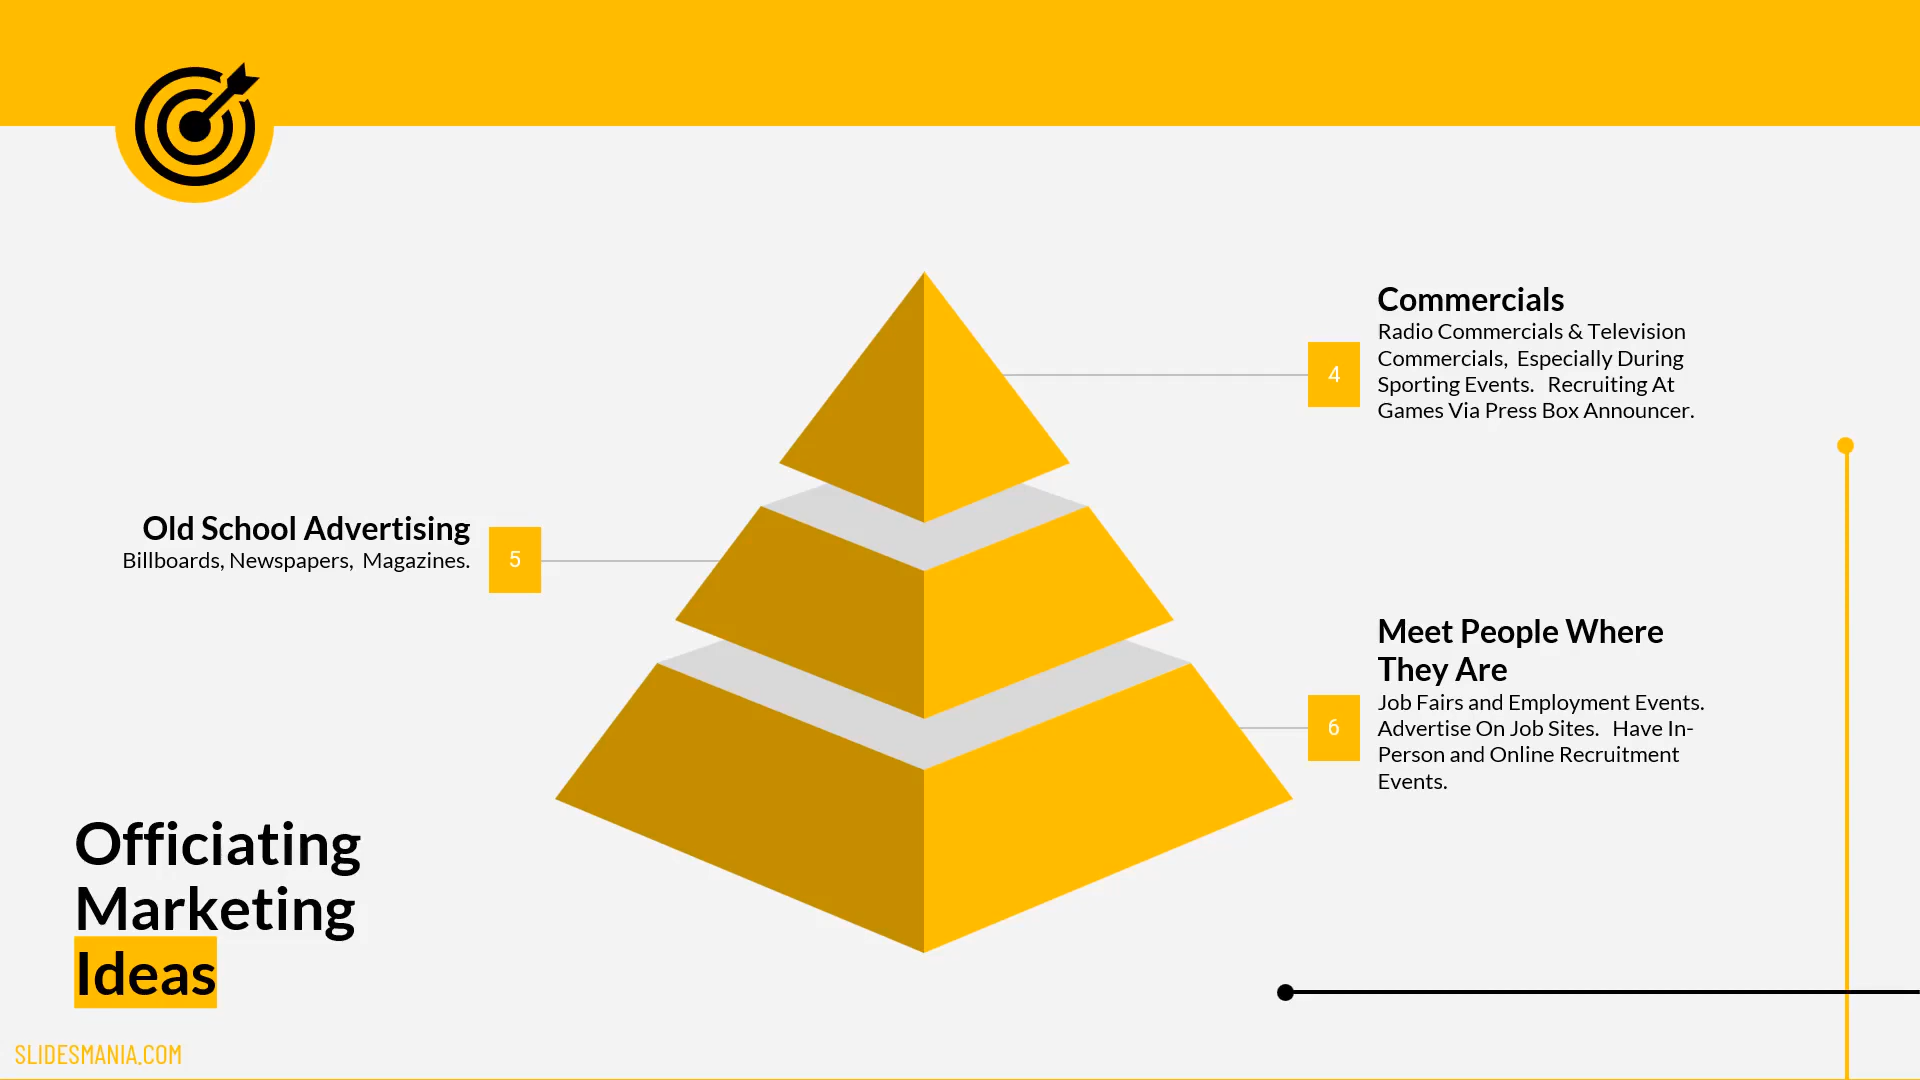 Commercials
Radio Commercials & Television
Commercials,  Especially During
Sporting Events.   Recruiting At
Games Via Press Box Announcer.
4
Old School Advertising
Billboards, Newspapers,  Magazines.
5
Meet People Where
They Are
Job Fairs and Employment Events.
Advertise On Job Sites.   Have In-
Person and Online Recruitment
Events.
6
Officiating
Marketing
Ideas
SLIDESMANIA.COM